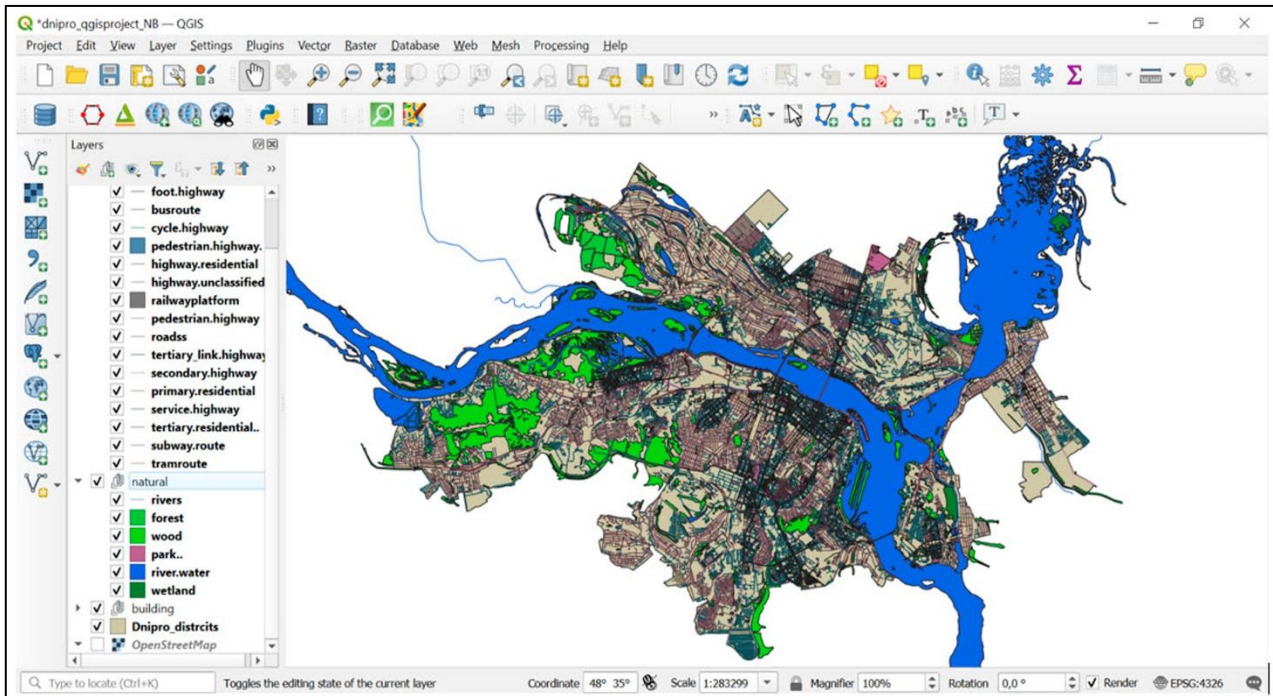 *dnipro_qgisproject_NB — QGIS
Project Edit View Layer Settings Plugins Vector Raster Database Web Mesh Processing Help
Layers
foot.highway
busroute
cycle.highway
pedestrian.highway.
highway.residential
highway.unclassified
railwayplatform
pedestrian.highway
roadss
tertiary_link.highway
secondary.highway
primary.residential
service.highway
tertiary.residential..
subway.route
tramroute
natural
rivers
forest
wood
park..
river.water
wetland
building
Dnipro_distrcits
OpenStreetMap
Type to locate (Ctrl+K) Toggles the editing state of the current layer Coordinate 48° 35° Scale 1:283299 Magnifier 100% Rotation 0,0 ° Render EPSG:4326